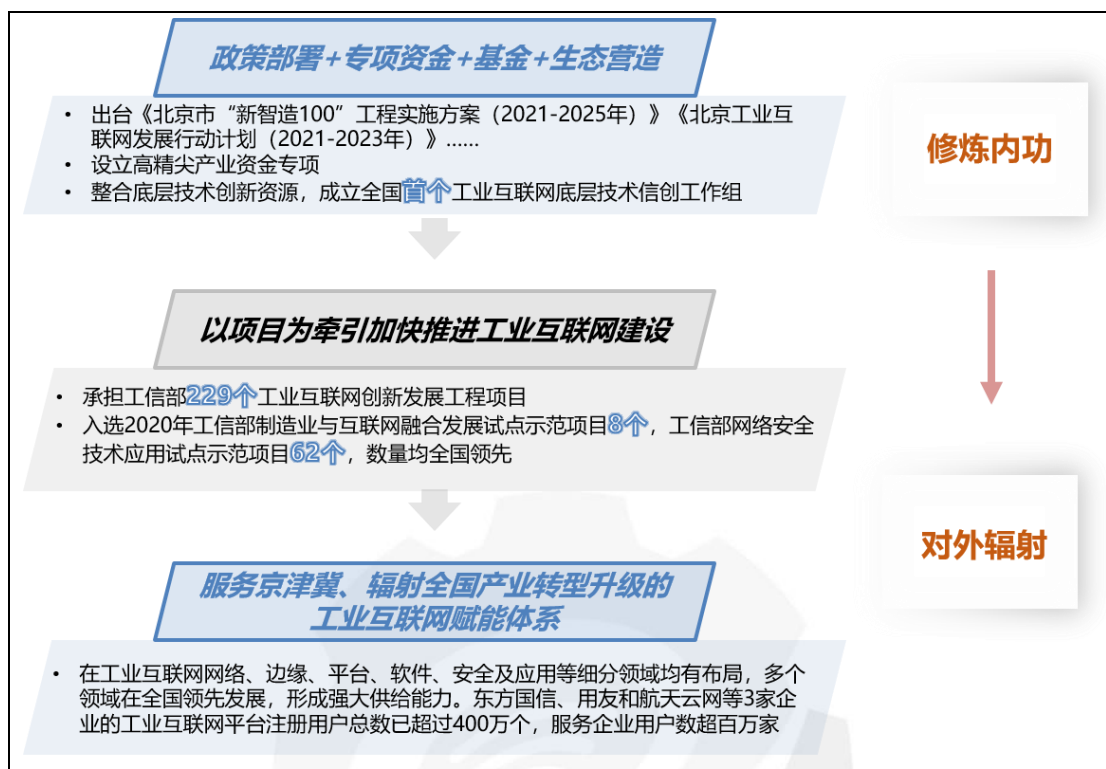 政策部署+专项资金+基金+生态营造
• 出台《北京市“新智造100”工程实施方案（2021-2025年）》《北京工业互
联网发展行动计划（2021-2023年）》……
• 设立高精尖产业资金专项
• 整合底层技术创新资源，成立全国首个工业互联网底层技术信创工作组
修炼内功
以项目为牵引加快推进工业互联网建设
• 承担工信部229个工业互联网创新发展工程项目
• 入选2020年工信部制造业与互联网融合发展试点示范项目8个，工信部网络安全
技术应用试点示范项目62个，数量均全国领先
对外辐射
服务京津冀、辐射全国产业转型升级的
工业互联网赋能体系
• 在工业互联网网络、边缘、平台、软件、安全及应用等细分领域均有布局，多个
领域在全国领先发展，形成强大供给能力。东方国信、用友和航天云网等3家企
业的工业互联网平台注册用户总数已超过400万个，服务企业用户数超百万家